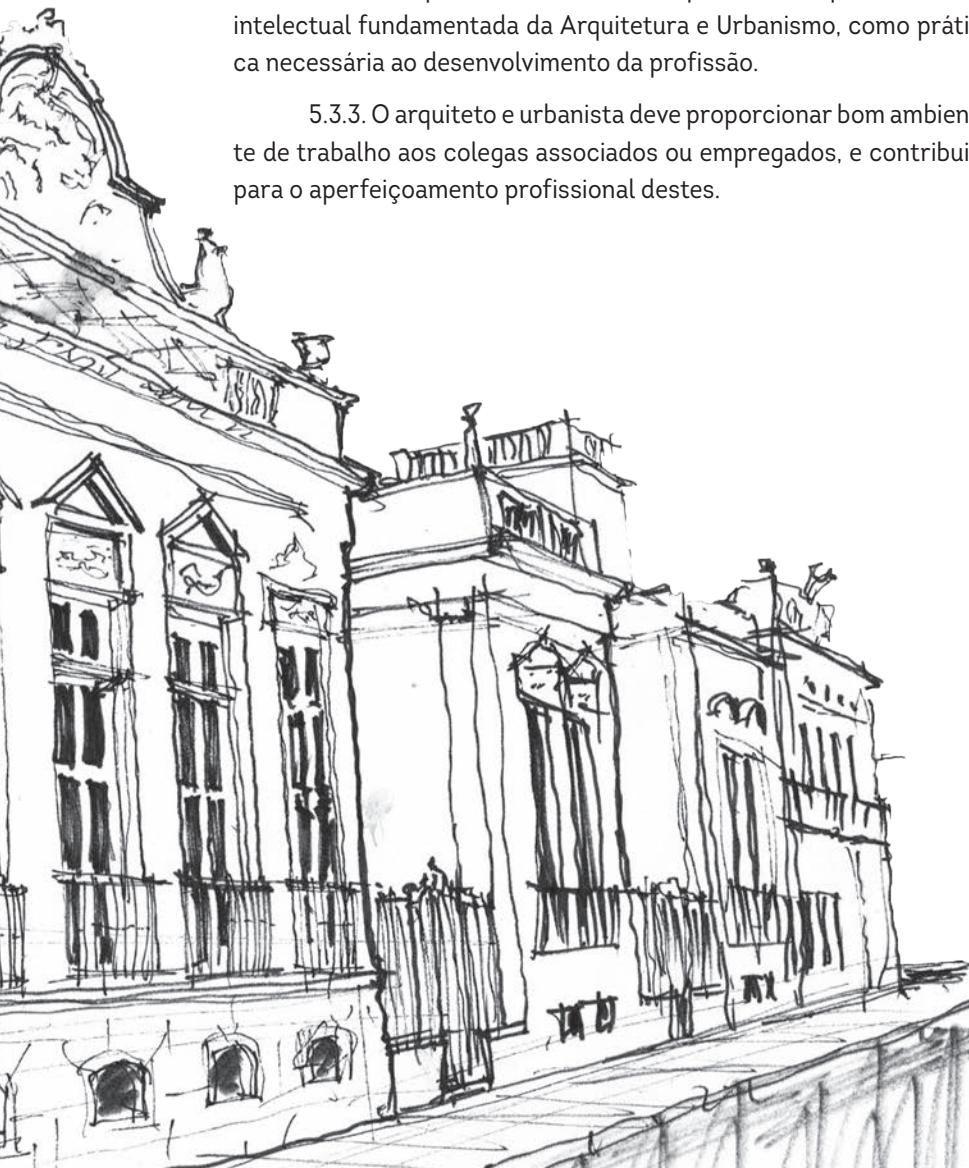 intelectual fundamentada da Arquitetura e Urbanismo, como práti
ca necessária ao desenvolvimento da profissão.
5.3.3. O arquiteto e urbanista deve proporcionar bom ambien
te de trabalho aos colegas associados ou empregados, e contribui
para o aperfeiçoamento profissional destes.